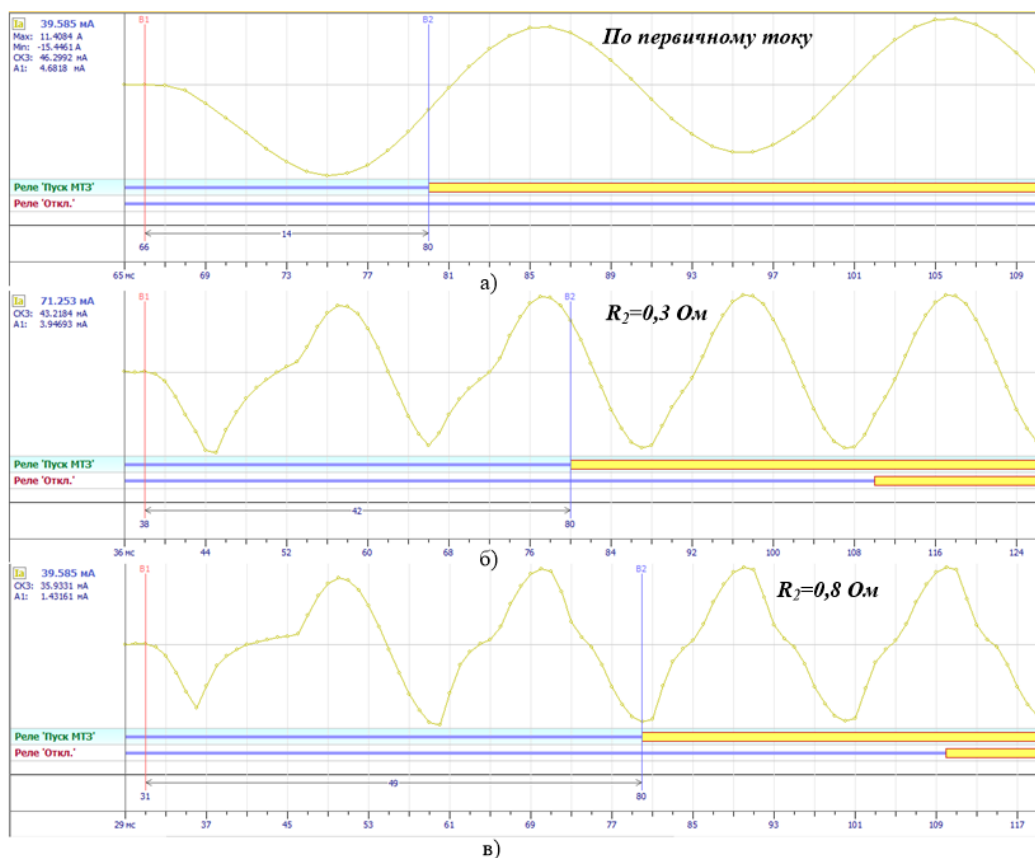 Ia 39.585 мА
Max: 11.4084 А
Min: -15.4461 А
СКЗ: 46.2992 мА
А1: 4.6818 мА
В1
В2
По первичному току
Реле 'Пуск МТЗ'
Реле 'Откл.'
14
66
80
65 мс 69 73 77 81 85 89 93 97 101 105 109
а)
Ia 71.253 мА
СКЗ: 43.2184 мА
А1: 3.94693 мА
В1
В2
R2=0,3 Ом
Реле 'Пуск МТЗ'
Реле 'Откл.'
42
38
80
36 мс 44 52 60 68 76 84 92 100 108 116 124
б)
Ia 39.585 мА
СКЗ: 35.9331 мА
А1: 1.43161 мА
В1
В2
R2=0,8 Ом
Реле 'Пуск МТЗ'
Реле 'Откл.'
49
31
80
29 мс 37 45 53 61 69 77 85 93 101 109 117
в)